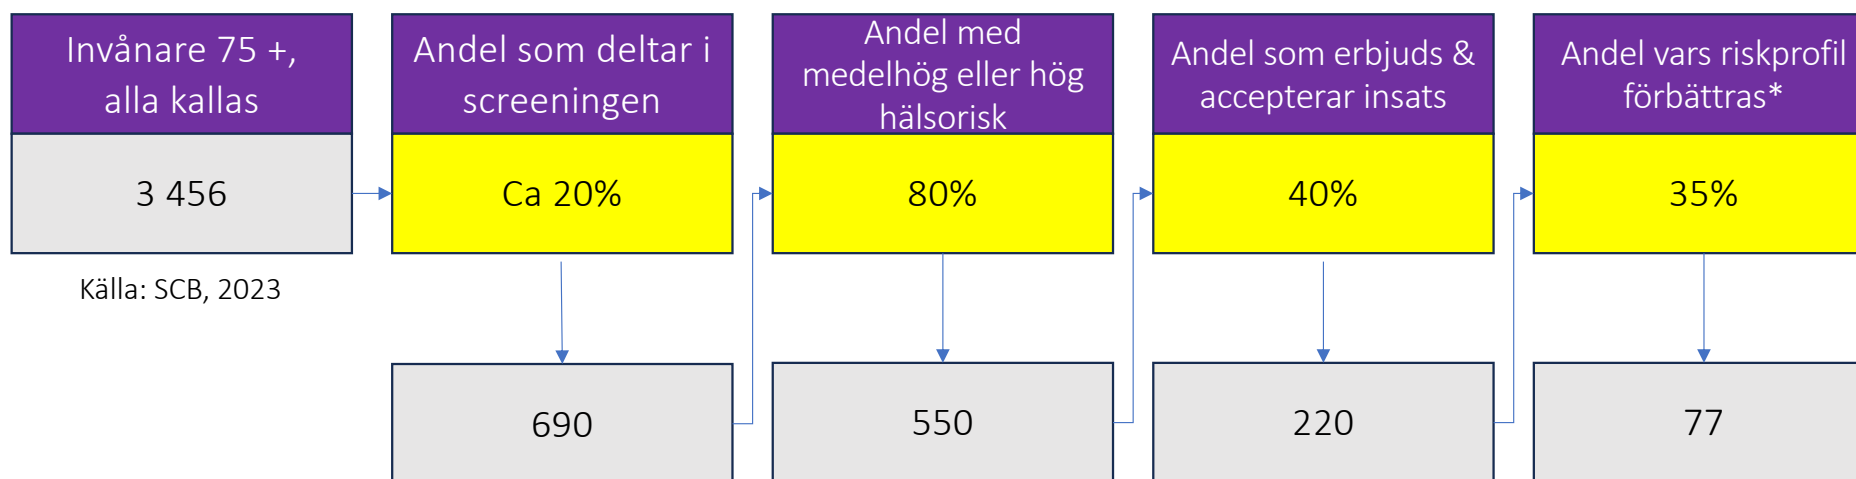 Invånare 75 +,
alla kallas
3 456
Källa: SCB, 2023
Andel som deltar i
screeningen
Ca 20%
690
Andel med
medelhög eller hög
hälsorisk
80%
550
Andel som erbjuds &
accepterar insats
40%
220
Andel vars riskprofil
förbättras*
35%
77